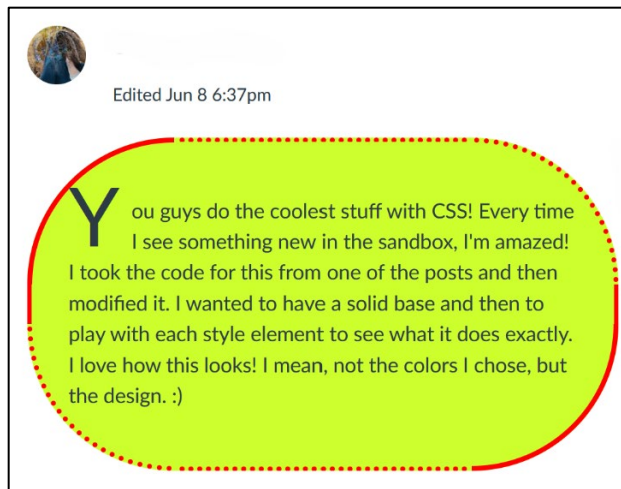 Edited Jun 8 6:37pm
You guys do the coolest stuff with CSS! Every time
I see something new in the sandbox, I'm amazed!
I took the code for this from one of the posts and then
modified it. I wanted to have a solid base and then to
play with each style element to see what it does exactly.
I love how this looks! I mean, not the colors I chose, but
the design. :)